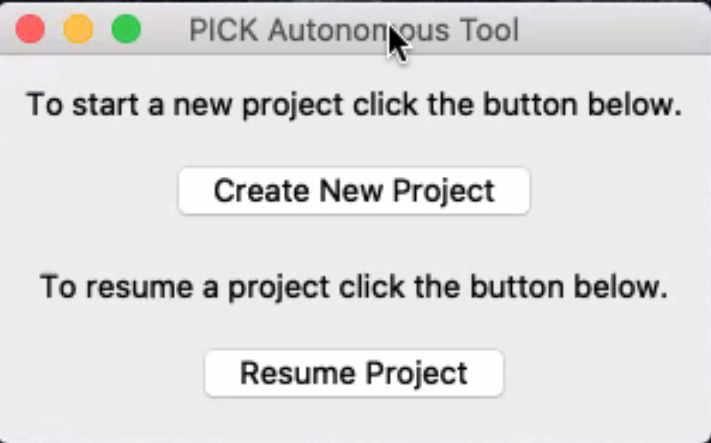 PICK Autonomous Tool
To start a new project click the button below.
Create New Project
To resume a project click the button below.
Resume Project